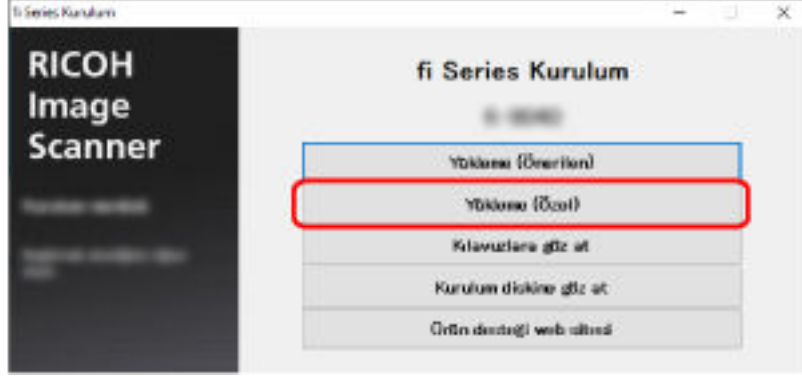 fi Series Kurulum
RICOH
Image
Scanner
fi Series Kurulum
Yükleme (Önerilen)
Yükleme (Özel)
Kılavuzlara göz at
Kurulum diskine göz at
Ürün desteği web sitesi